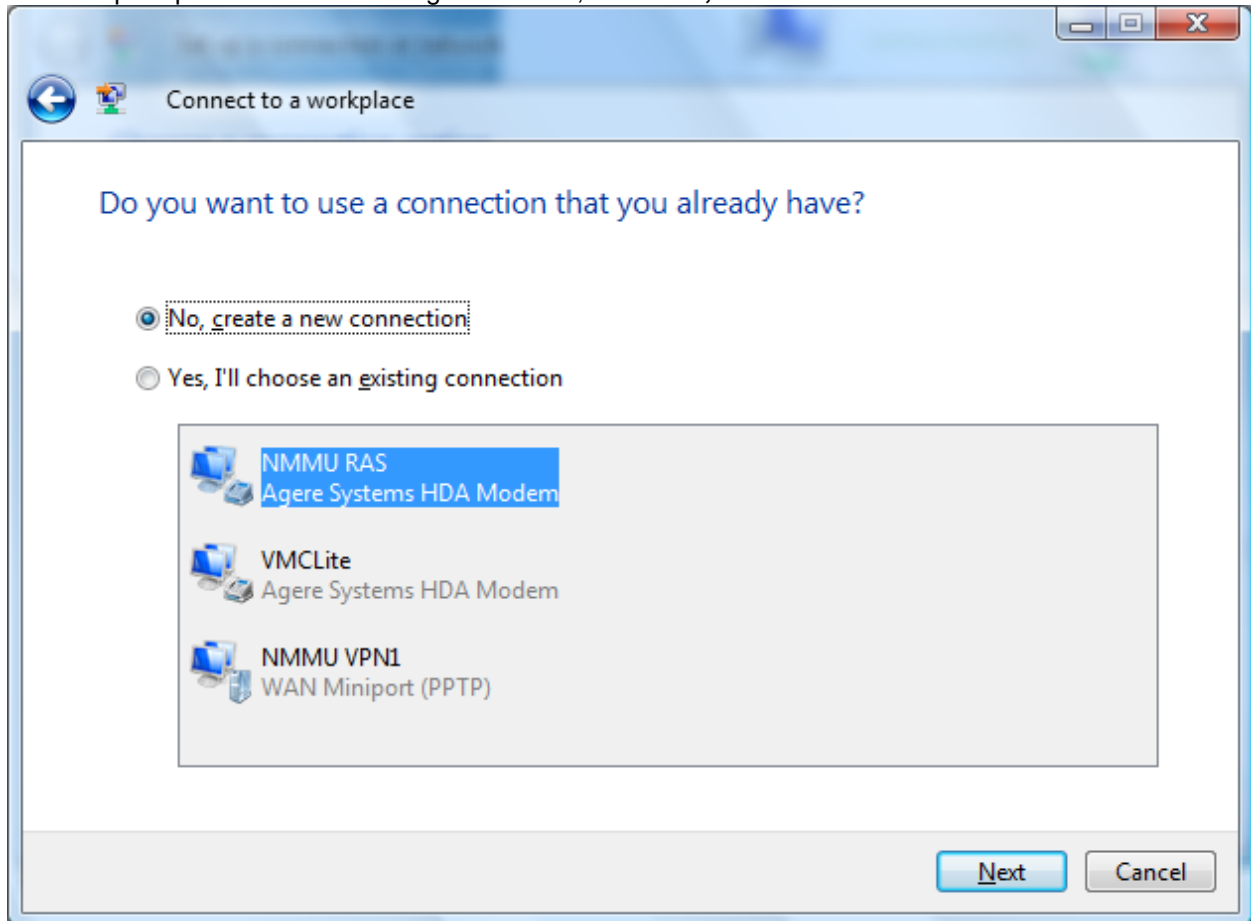 Connect to a workplace
Do you want to use a connection that you already have?
No, create a new connection
Yes, I'll choose an existing connection
NMMU RAS
Agere Systems HDA Modem
VMCLite
Agere Systems HDA Modem
NMMU VPN1
WAN Miniport (PPTP)
Next
Cancel